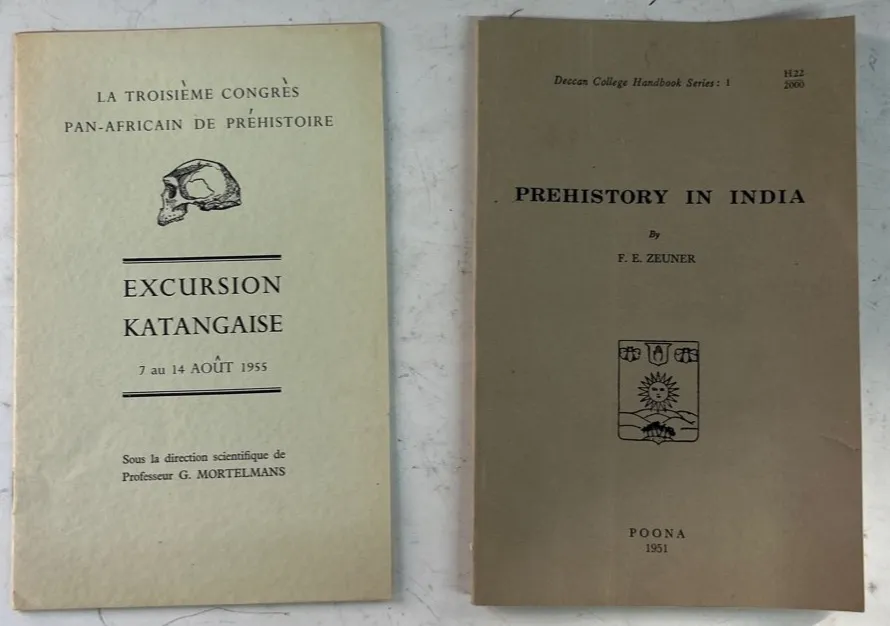 LA TROISIÈME CONGRÈS
PAN-AFRICAIN DE PRÉHISTOIRE
EXCURSION
KATANGAISE
7 au 14 AOÛT 1955
Sous la direction scientifique de
Professeur G. MORTELMANS
Deccan College Handbook Series: 1
H22
2000
PREHISTORY IN INDIA
By
F. E. ZEUNER
POONA
1951